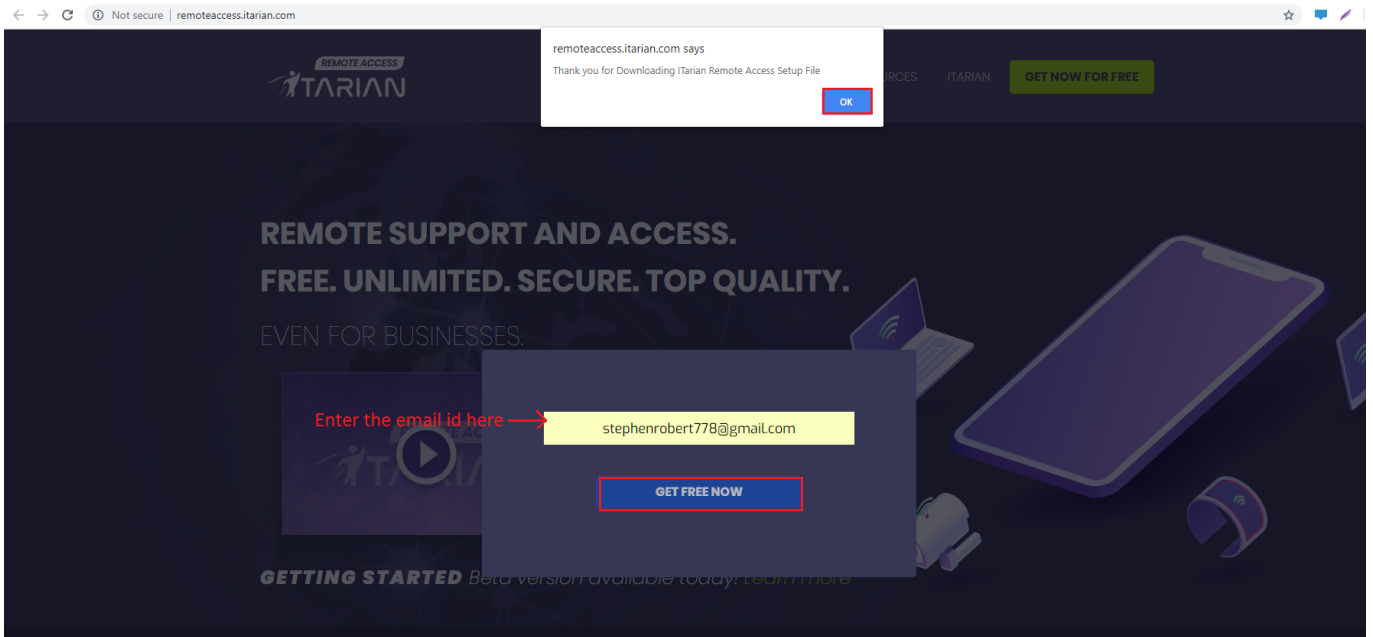 Not secure | remoteaccess.itarian.com
remoteaccess.itarian.com says
Thank you for Downloading ITarian Remote Access Setup File
OK
REMOTE ACCESS
ITARIAN
URCES
ITARIAN
GET NOW FOR FREE
REMOTE SUPPORT AND ACCESS.
FREE. UNLIMITED. SECURE. TOP QUALITY.
EVEN FOR BUSINESSES.
Enter the email id here
stephenrobert778@gmail.com
GET FREE NOW
GETTING STARTED Beta version available today! Learn more